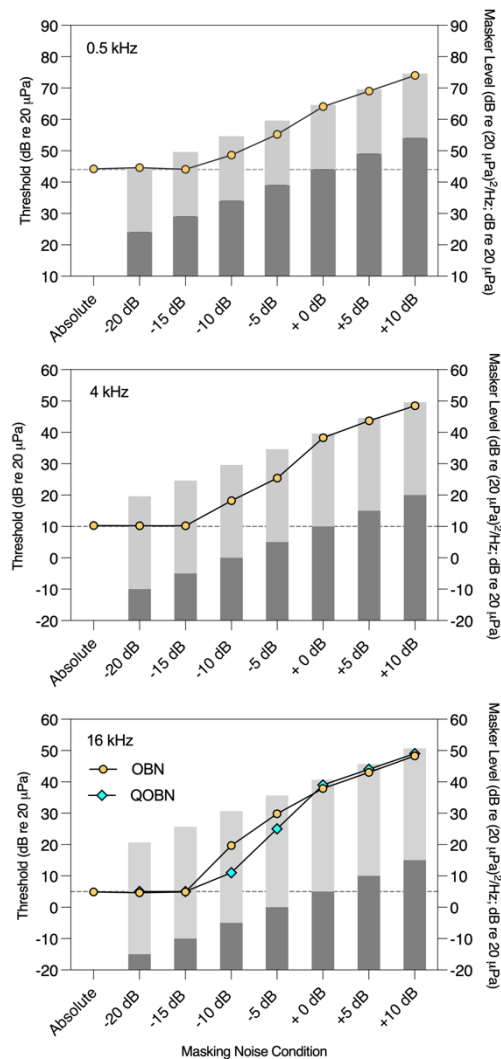 0.5 kHz
Threshold (dB re 20 µPa)
90
80
70
60
50
40
30
20
10
90
80
70
60
50
40
30
20
10
Masker Level (dB re (20 µPa)²/Hz; dB re 20 µPa)
Absolute
-20 dB
-15 dB
-10 dB
-5 dB
+ 0 dB
+5 dB
+10 dB
4 kHz
Threshold (dB re 20 µPa)
60
50
40
30
20
10
0
-10
-20
60
50
40
30
20
10
0
-10
-20
Masker Level (dB re (20 µPa)²/Hz; dB re 20 µPa)
Absolute
-20 dB
-15 dB
-10 dB
-5 dB
+ 0 dB
+5 dB
+10 dB
16 kHz
OBN
QOBN
Threshold (dB re 20 µPa)
60
50
40
30
20
10
0
-10
-20
60
50
40
30
20
10
0
-10
-20
Masker Level (dB re (20 µPa)²/Hz; dB re 20 µPa)
Absolute
-20 dB
-15 dB
-10 dB
-5 dB
+ 0 dB
+5 dB
+10 dB
Masking Noise Condition